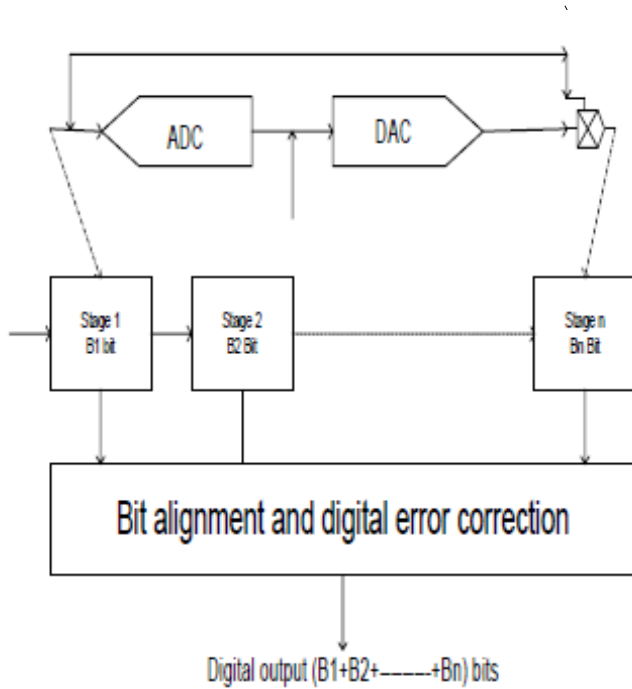 ADC
DAC
Stage 1
B1 bit
Stage 2
B2 Bit
Stage n
Bn Bit
Bit alignment and digital error correction
Digital output (B1+B2+--------+Bn) bits